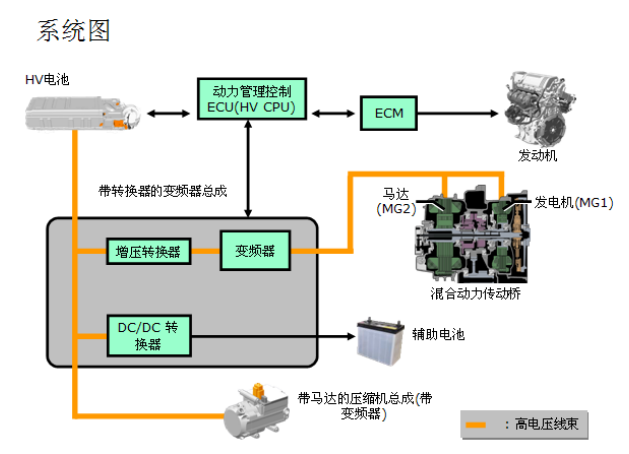 系统图
HV电池
动力管理控制
ECU(HV CPU)
ECM
发动机
带转换器的变频器总成
马达
(MG2)
发电机(MG1)
增压转换器
变频器
混合动力传动桥
DC/DC 转
换器
辅助电池
带马达的压缩机总成(带
变频器)
：高电压线束